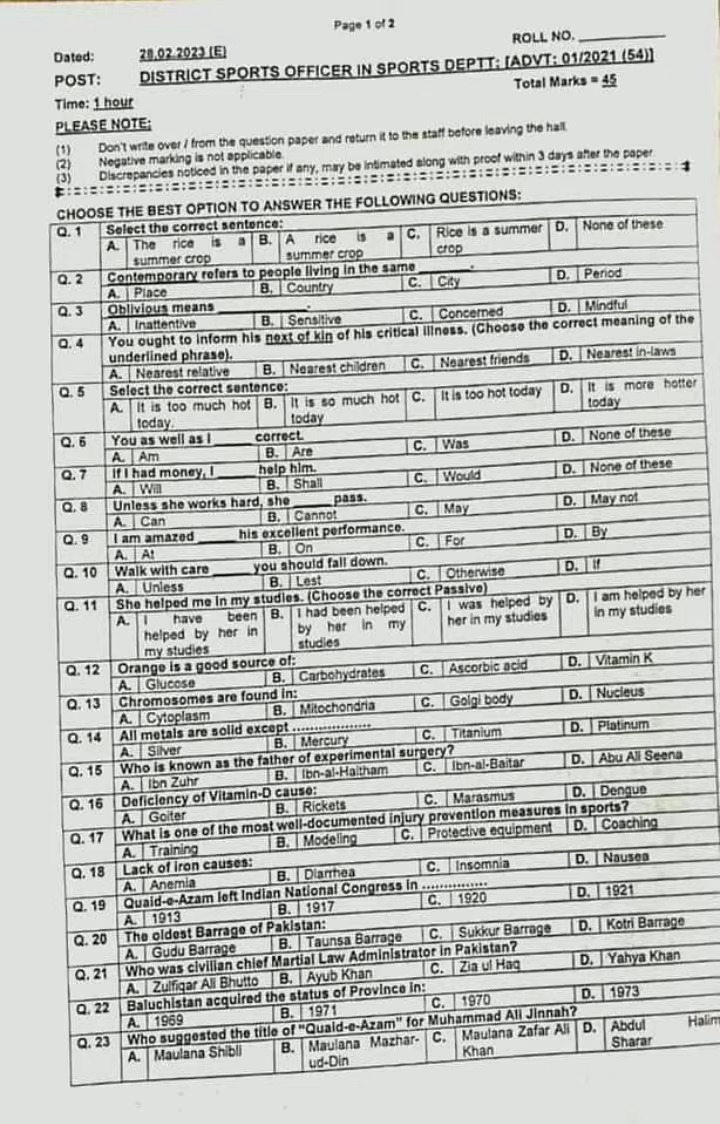 Page 1 of 2
ROLL NO. ____________
Dated: 28.02.2023 (E)
POST: DISTRICT SPORTS OFFICER IN SPORTS DEPTT: [ADVT: 01/2021 (54)]
Time: 1 hour Total Marks = 45
PLEASE NOTE:
(1) Don't write over / from the question paper and return it to the staff before leaving the hall.
(2) Negative marking is not applicable.
(3) Discrepancies noticed in the paper if any, may be intimated along with proof within 3 days after the paper.
CHOOSE THE BEST OPTION TO ANSWER THE FOLLOWING QUESTIONS:
Q. 1 Select the correct sentence:
A. The rice is a summer crop B. A rice is a summer crop C. Rice is a summer crop D. None of these
Q. 2 Contemporary refers to people living in the same ________.
A. Place B. Country C. City D. Period
Q. 3 Oblivious means ____________.
A. Inattentive B. Sensitive C. Concerned D. Mindful
Q. 4 You ought to inform his next of kin of his critical illness. (Choose the correct meaning of the
underlined phrase).
A. Nearest relative B. Nearest children C. Nearest friends D. Nearest in-laws
Q. 5 Select the correct sentence:
A. It is too much hot today. B. It is so much hot today C. It is too hot today D. It is more hotter today
Q. 6 You as well as I ______ correct.
A. Am B. Are C. Was D. None of these
Q. 7 If I had money, I ______ help him.
A. Will B. Shall C. Would D. None of these
Q. 8 Unless she works hard, she ______ pass.
A. Can B. Cannot C. May D. May not
Q. 9 I am amazed ______ his excellent performance.
A. At B. On C. For D. By
Q. 10 Walk with care ______ you should fall down.
A. Unless B. Lest C. Otherwise D. If
Q. 11 She helped me in my studies. (Choose the correct Passive)
A. I have been helped by her in my studies B. I had been helped by her in my studies C. I was helped by her in my studies D. I am helped by her in my studies
Q. 12 Orange is a good source of:
A. Glucose B. Carbohydrates C. Ascorbic acid D. Vitamin K
Q. 13 Chromosomes are found in:
A. Cytoplasm B. Mitochondria C. Golgi body D. Nucleus
Q. 14 All metals are solid except ..................
A. Silver B. Mercury C. Titanium D. Platinum
Q. 15 Who is known as the father of experimental surgery?
A. Ibn Zuhr B. Ibn-al-Haitham C. Ibn-al-Baitar D. Abu Ali Seena
Q. 16 Deficiency of Vitamin-D cause:
A. Goiter B. Rickets C. Marasmus D. Dengue
Q. 17 What is one of the most well-documented injury prevention measures in sports?
A. Training B. Modeling C. Protective equipment D. Coaching
Q. 18 Lack of iron causes:
A. Anemia B. Diarrhea C. Insomnia D. Nausea
Q. 19 Quaid-e-Azam left Indian National Congress in ...............
A. 1913 B. 1917 C. 1920 D. 1921
Q. 20 The oldest Barrage of Pakistan:
A. Gudu Barrage B. Taunsa Barrage C. Sukkur Barrage D. Kotri Barrage
Q. 21 Who was civilian chief Martial Law Administrator in Pakistan?
A. Zulfiqar Ali Bhutto B. Ayub Khan C. Zia ul Haq D. Yahya Khan
Q. 22 Baluchistan acquired the status of Province in:
A. 1969 B. 1971 C. 1970 D. 1973
Q. 23 Who suggested the title of "Quaid-e-Azam" for Muhammad Ali Jinnah?
A. Maulana Shibli B. Maulana Mazhar-ud-Din C. Maulana Zafar Ali Khan D. Abdul Halim Sharar